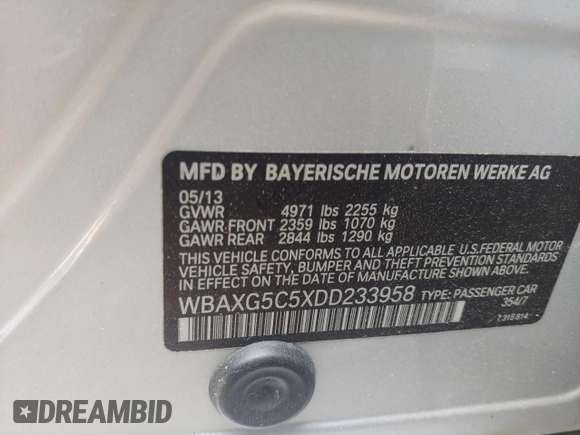 MFD BY BAYERISCHE MOTOREN WERKE AG
05/13
GVWR 4971 lbs 2255 kg
GAWR FRONT 2359 lbs 1070 kg
GAWR REAR 2844 lbs 1290 kg
THIS VEHICLE CONFORMS TO ALL APPLICABLE U.S.FEDERAL MOTOR
VEHICLE SAFETY, BUMPER AND THEFT PREVENTION STANDARDS
IN EFFECT ON THE DATE OF MANUFACTURE SHOWN ABOVE.
WBAXG5C5XDD233958 TYPE: PASSENGER CAR
354/7
7 315 814
DREAMBID